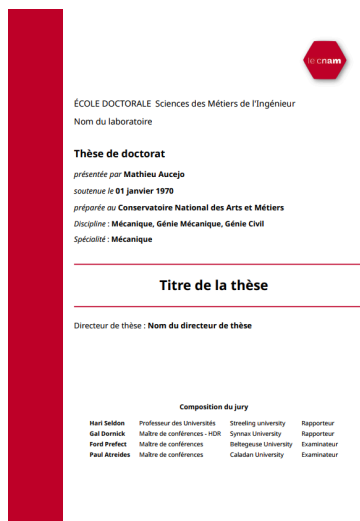 le cnam
ÉCOLE DOCTORALE Sciences des Métiers de l'Ingénieur
Nom du laboratoire
Thèse de doctorat
présentée par Mathieu Aucejo
soutenue le 01 janvier 1970
préparée au Conservatoire National des Arts et Métiers
Discipline : Mécanique, Génie Mécanique, Génie Civil
Spécialité : Mécanique
Titre de la thèse
Directeur de thèse : Nom du directeur de thèse
Composition du jury
Hari Seldon Professeur des Universités Streeling university Rapporteur
Gal Dornick Maître de conférences - HDR Synnax University Rapporteur
Ford Prefect Maître de conférences Beltegeuse University Examinateur
Paul Atreides Maître de conférences Caladan University Examinateur